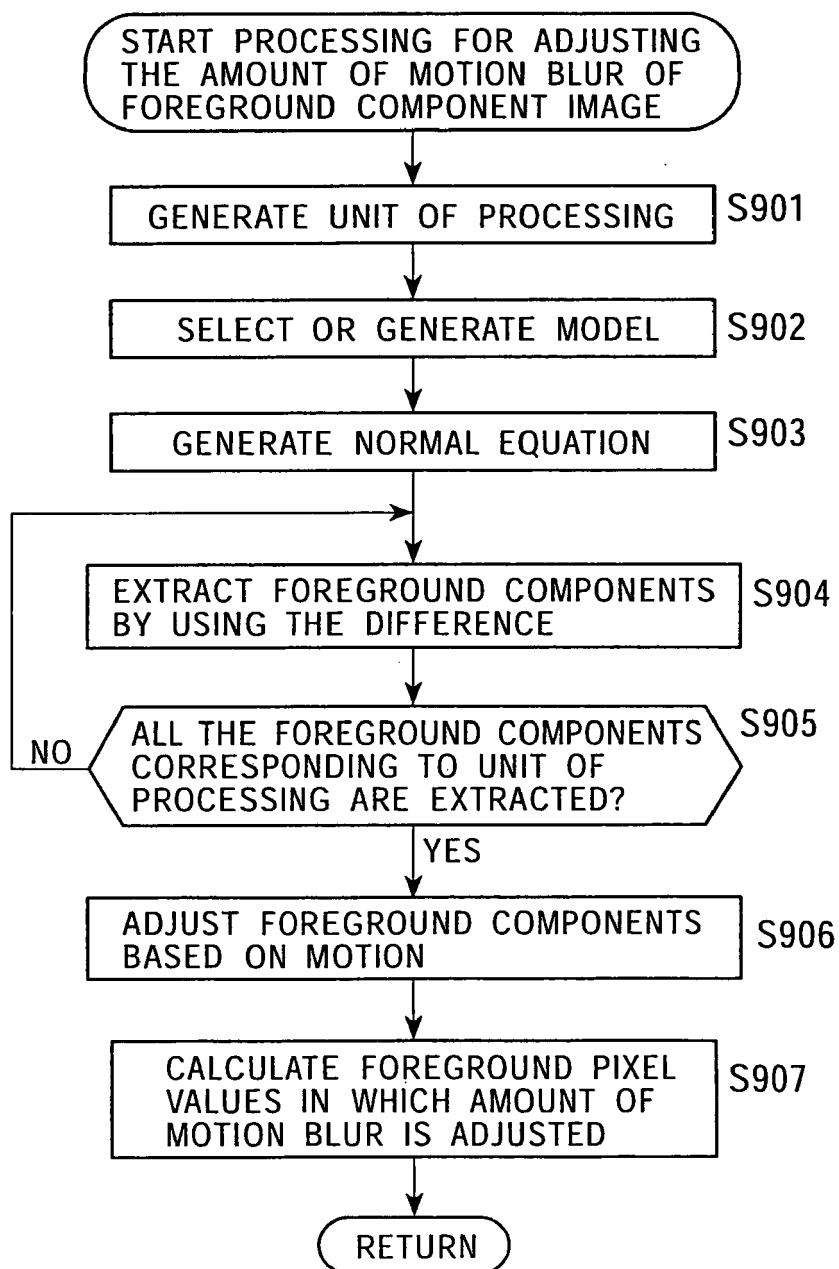 START PROCESSING FOR ADJUSTING
THE AMOUNT OF MOTION BLUR OF
FOREGROUND COMPONENT IMAGE
GENERATE UNIT OF PROCESSING
S901
SELECT OR GENERATE MODEL
S902
GENERATE NORMAL EQUATION
S903
EXTRACT FOREGROUND COMPONENTS
BY USING THE DIFFERENCE
S904
ALL THE FOREGROUND COMPONENTS
CORRESPONDING TO UNIT OF
PROCESSING ARE EXTRACTED?
S905
NO
YES
ADJUST FOREGROUND COMPONENTS
BASED ON MOTION
S906
CALCULATE FOREGROUND PIXEL
VALUES IN WHICH AMOUNT OF
MOTION BLUR IS ADJUSTED
S907
RETURN